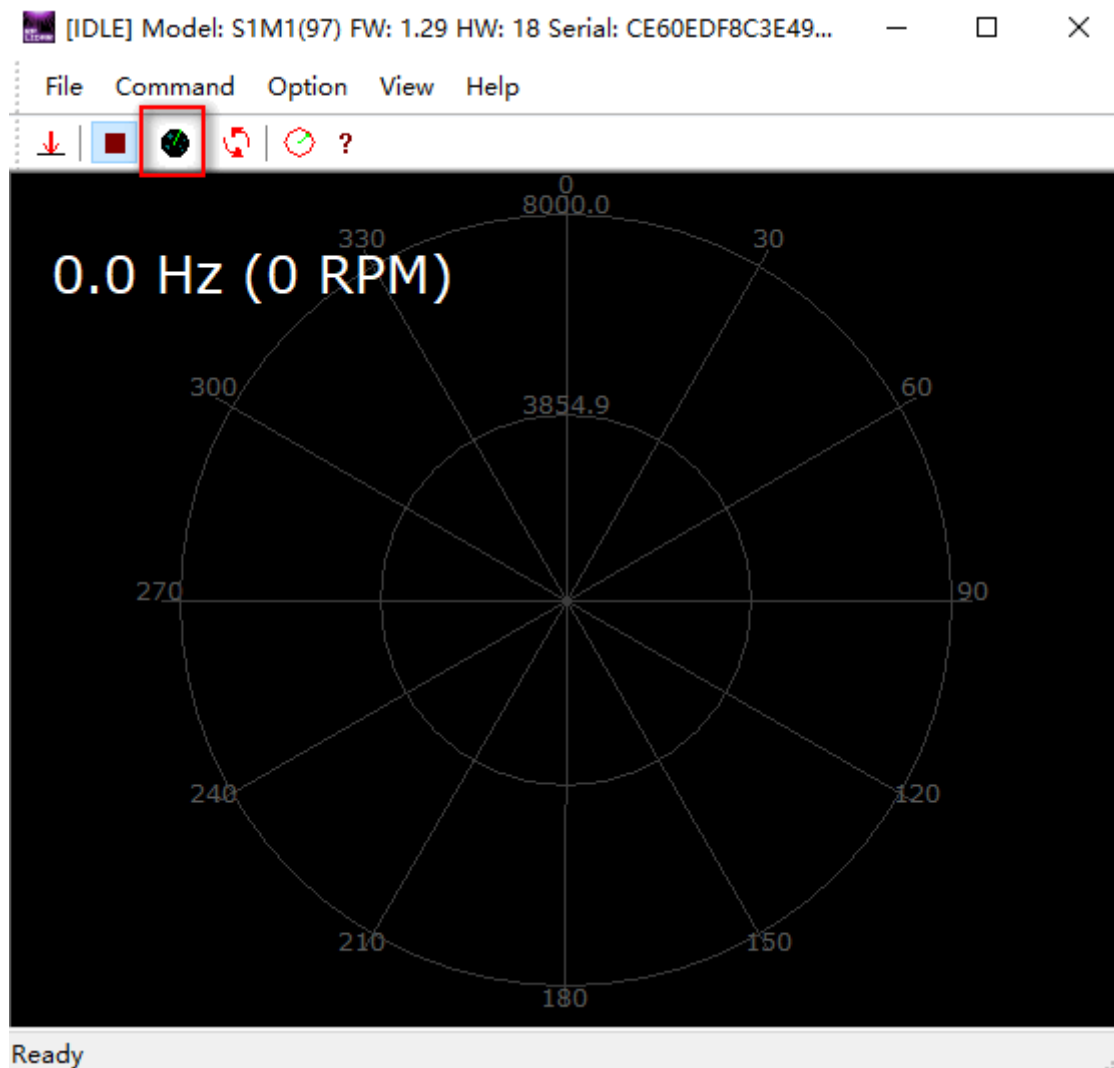 [IDLE] Model: S1M1(97) FW: 1.29 HW: 18 Serial: CE60EDF8C3E49...
File Command Option View Help
?
0
8000.0
330 30
0.0 Hz (0 RPM)
300 60
3854.9
270 90
240 120
210 150
180
Ready